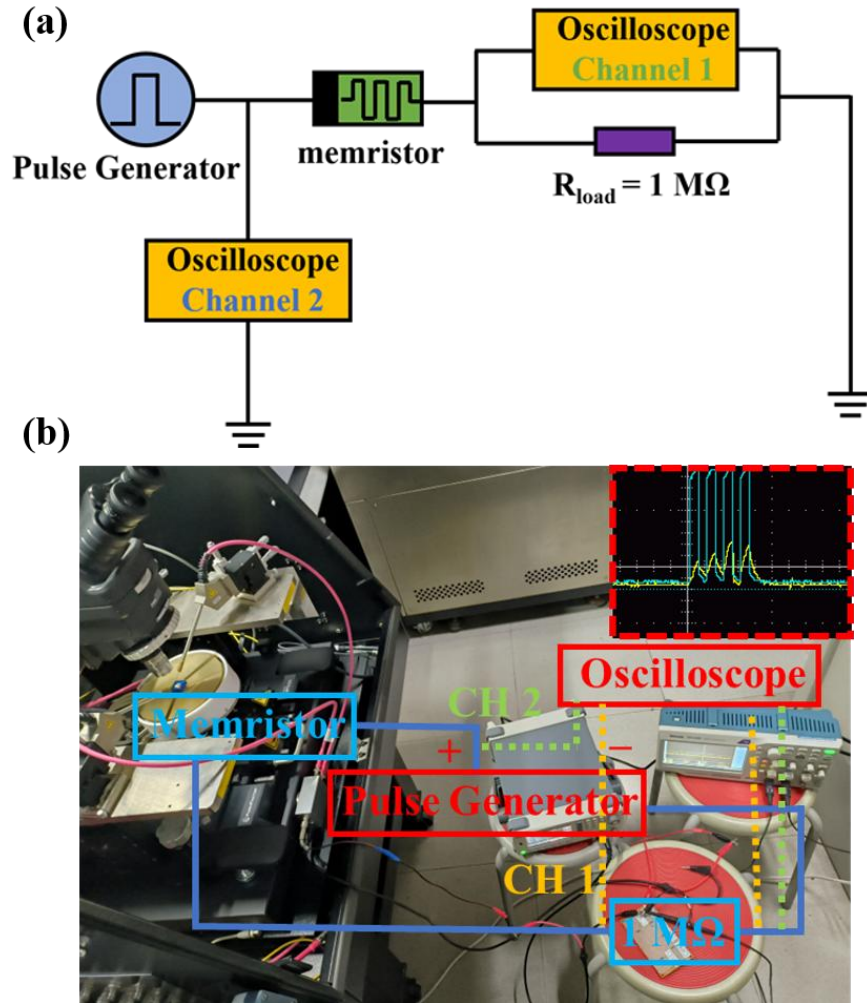 (a)
Oscilloscope
Channel 1
Pulse Generator
memristor
Rload = 1 MΩ
Oscilloscope
Channel 2
(b)
Oscilloscope
CH 2
Memristor
+
−
Pulse Generator
CH 1
1 MΩ